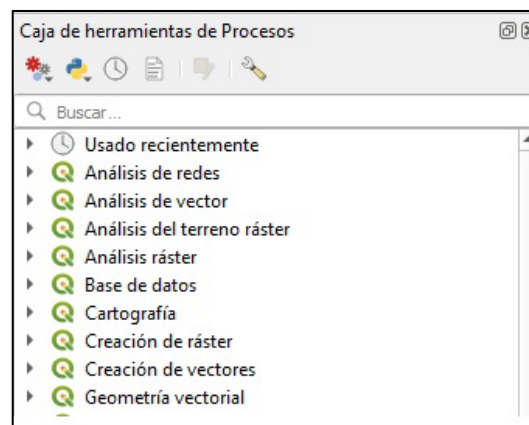 Caja de herramientas de Procesos
Buscar...
Usado recientemente
Análisis de redes
Análisis de vector
Análisis del terreno ráster
Análisis ráster
Base de datos
Cartografía
Creación de ráster
Creación de vectores
Geometría vectorial